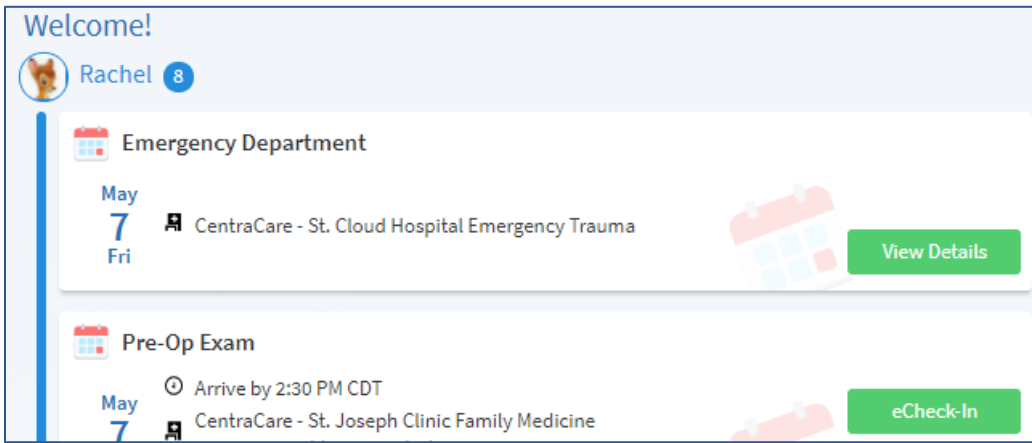 Welcome!
Rachel 8
Emergency Department
May
7
Fri
CentraCare - St. Cloud Hospital Emergency Trauma
View Details
Pre-Op Exam
May
7
Arrive by 2:30 PM CDT
CentraCare - St. Joseph Clinic Family Medicine
eCheck-In